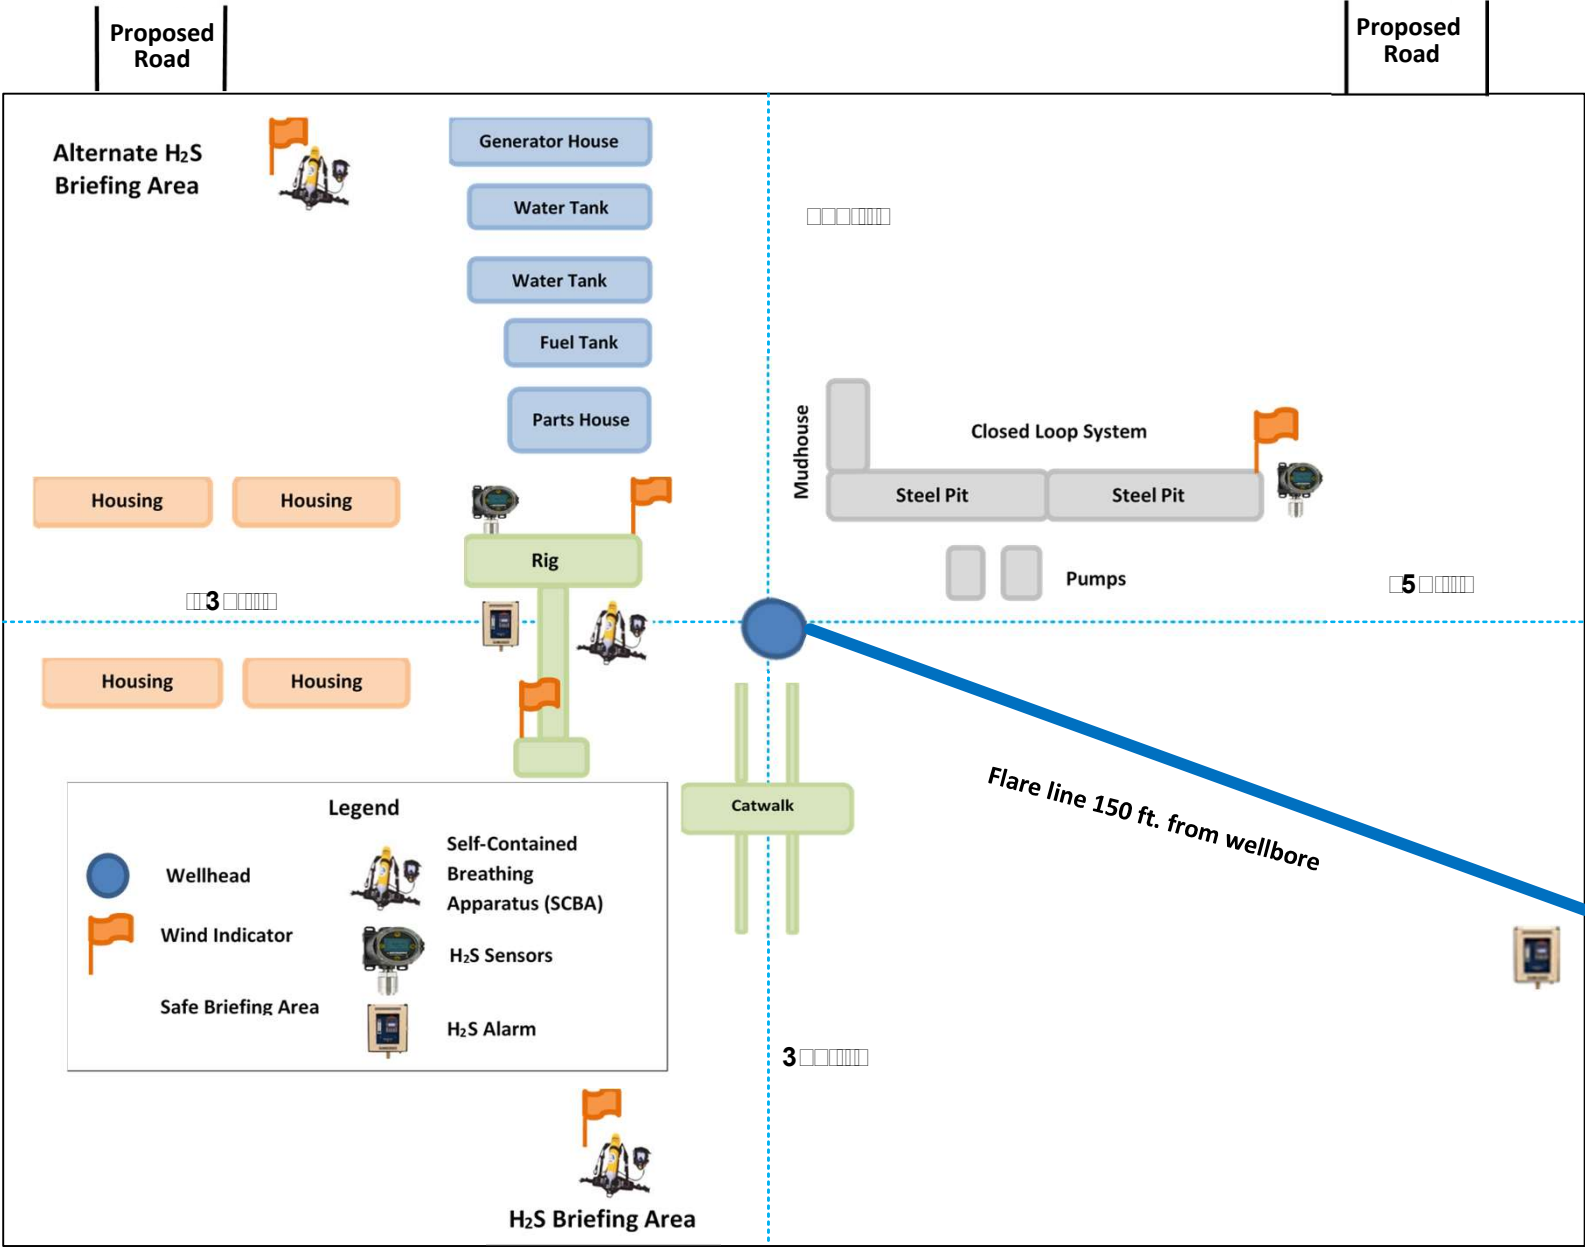 Proposed
Road
Proposed
Road
Alternate H₂S
Briefing Area
Generator House
Water Tank
Water Tank
Fuel Tank
Parts House
Mudhouse
Closed Loop System
Steel Pit
Steel Pit
Pumps
Housing
Housing
Rig
3
5
Housing
Housing
Catwalk
Flare line 150 ft. from wellbore
Legend
Wellhead
Wind Indicator
Safe Briefing Area
Self-Contained
Breathing
Apparatus (SCBA)
H₂S Sensors
H₂S Alarm
3
H₂S Briefing Area